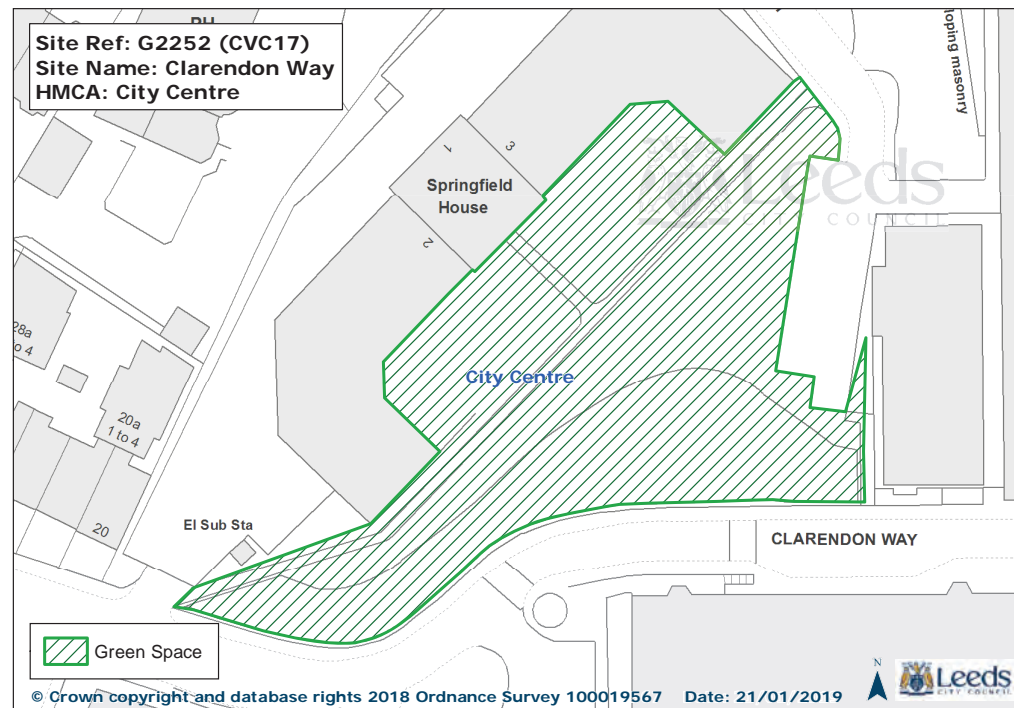 PH
Site Ref: G2252 (CVC17)
Site Name: Clarendon Way
HMCA: City Centre
loping masonry
Leeds
CITY COUNCIL
3
1
Springfield
House
2
28a
to 4
City Centre
20a
1 to 4
20
El Sub Sta
CLARENDON WAY
Green Space
N
Leeds
CITY COUNCIL
© Crown copyright and database rights 2018 Ordnance Survey 100019567 Date: 21/01/2019